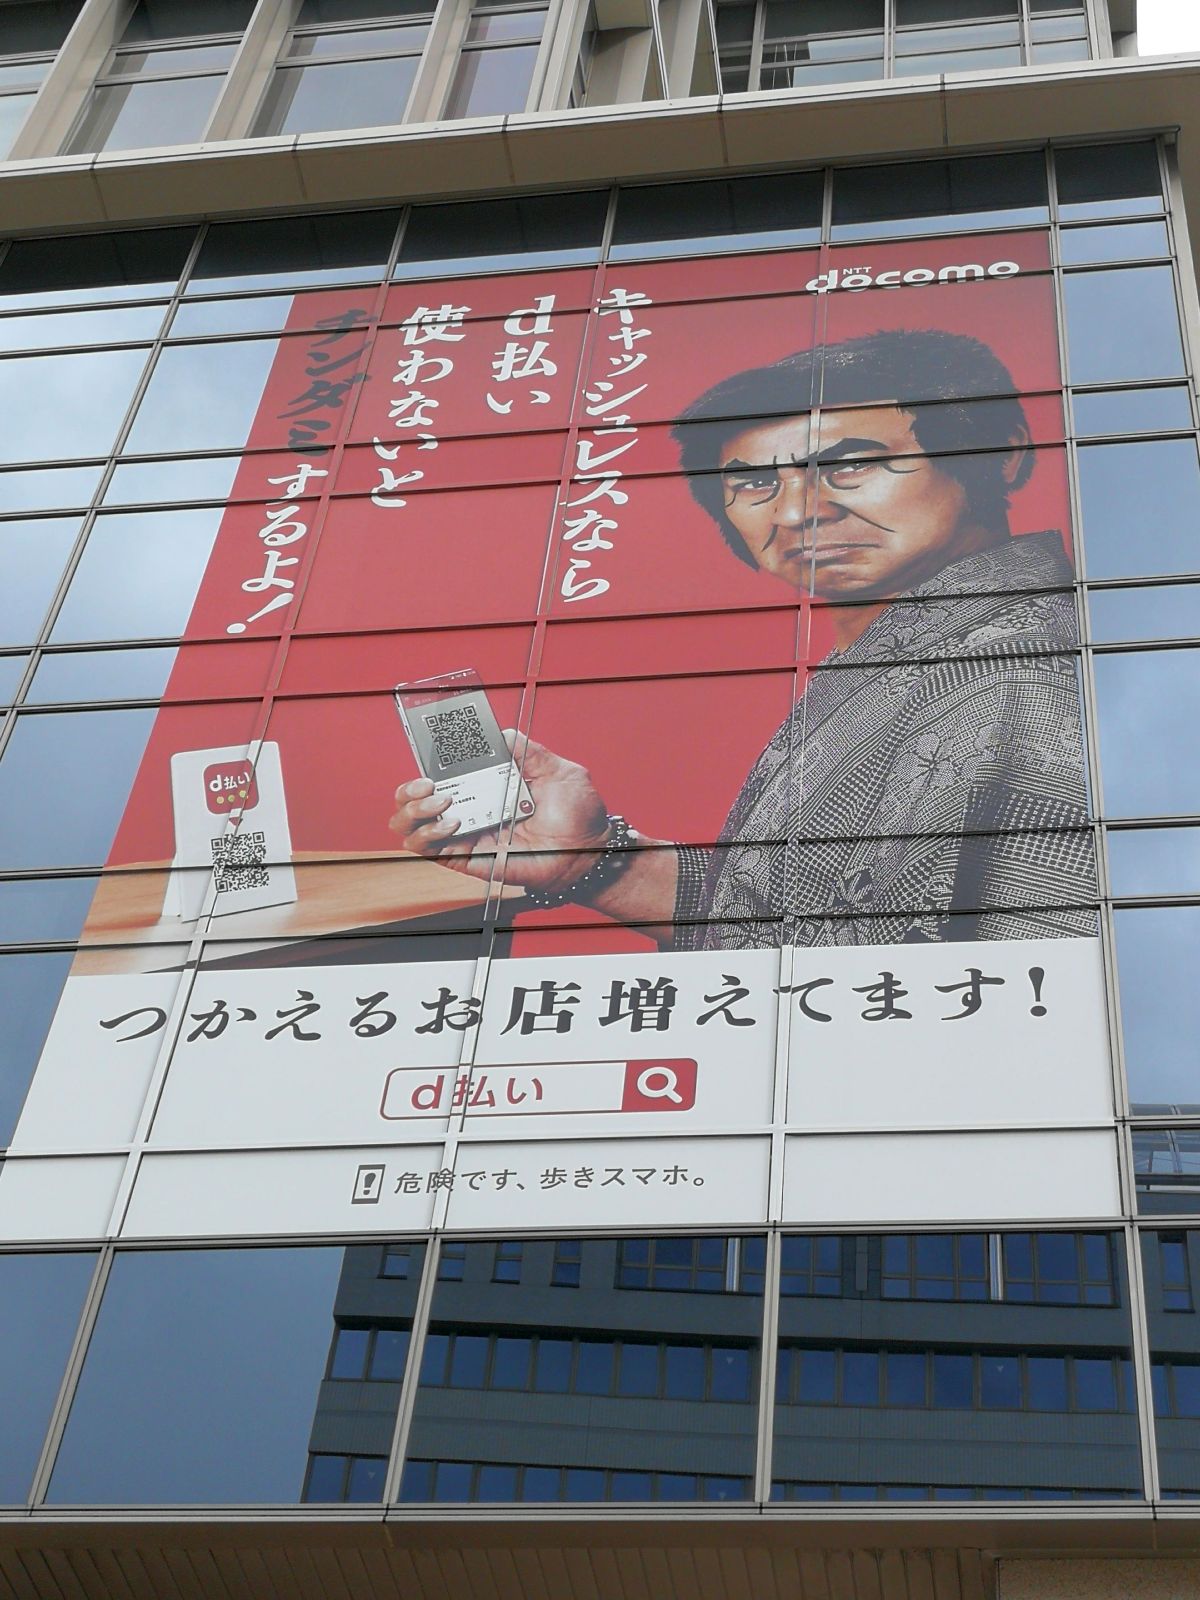 NTT
docomo
キャッシュレスなら
d払い
使わないと
チンダミするよ!
d払い
つかえるお店増えてます!
d払い
危険です、歩きスマホ。